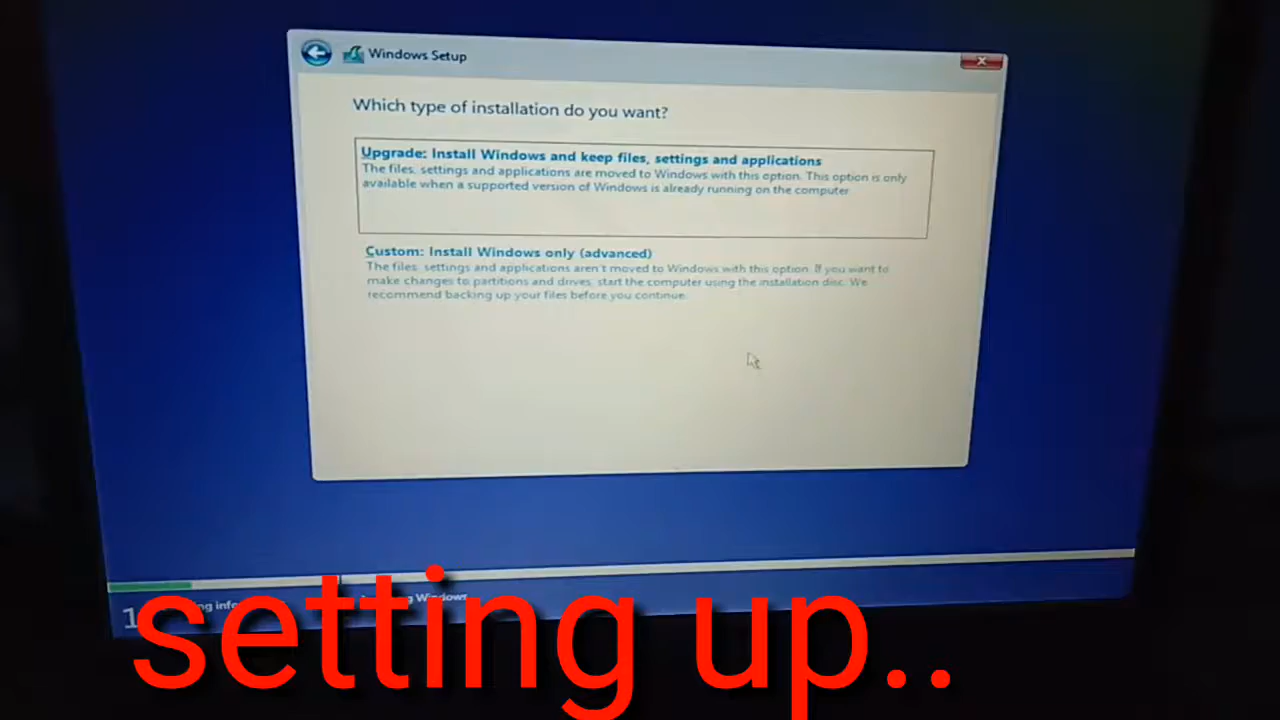 Windows Setup
Which type of installation do you want?
Upgrade: Install Windows and keep files, settings and applications
The files, settings and applications are moved to Windows with this option. This option is only
available when a supported version of Windows is already running on the computer.
Custom: Install Windows only (advanced)
The files, settings and applications aren't moved to Windows with this option. If you want to
make changes to partitions and drives, start the computer using the installation disc. We
recommend backing up your files before you continue.
1 Windows
setting up..